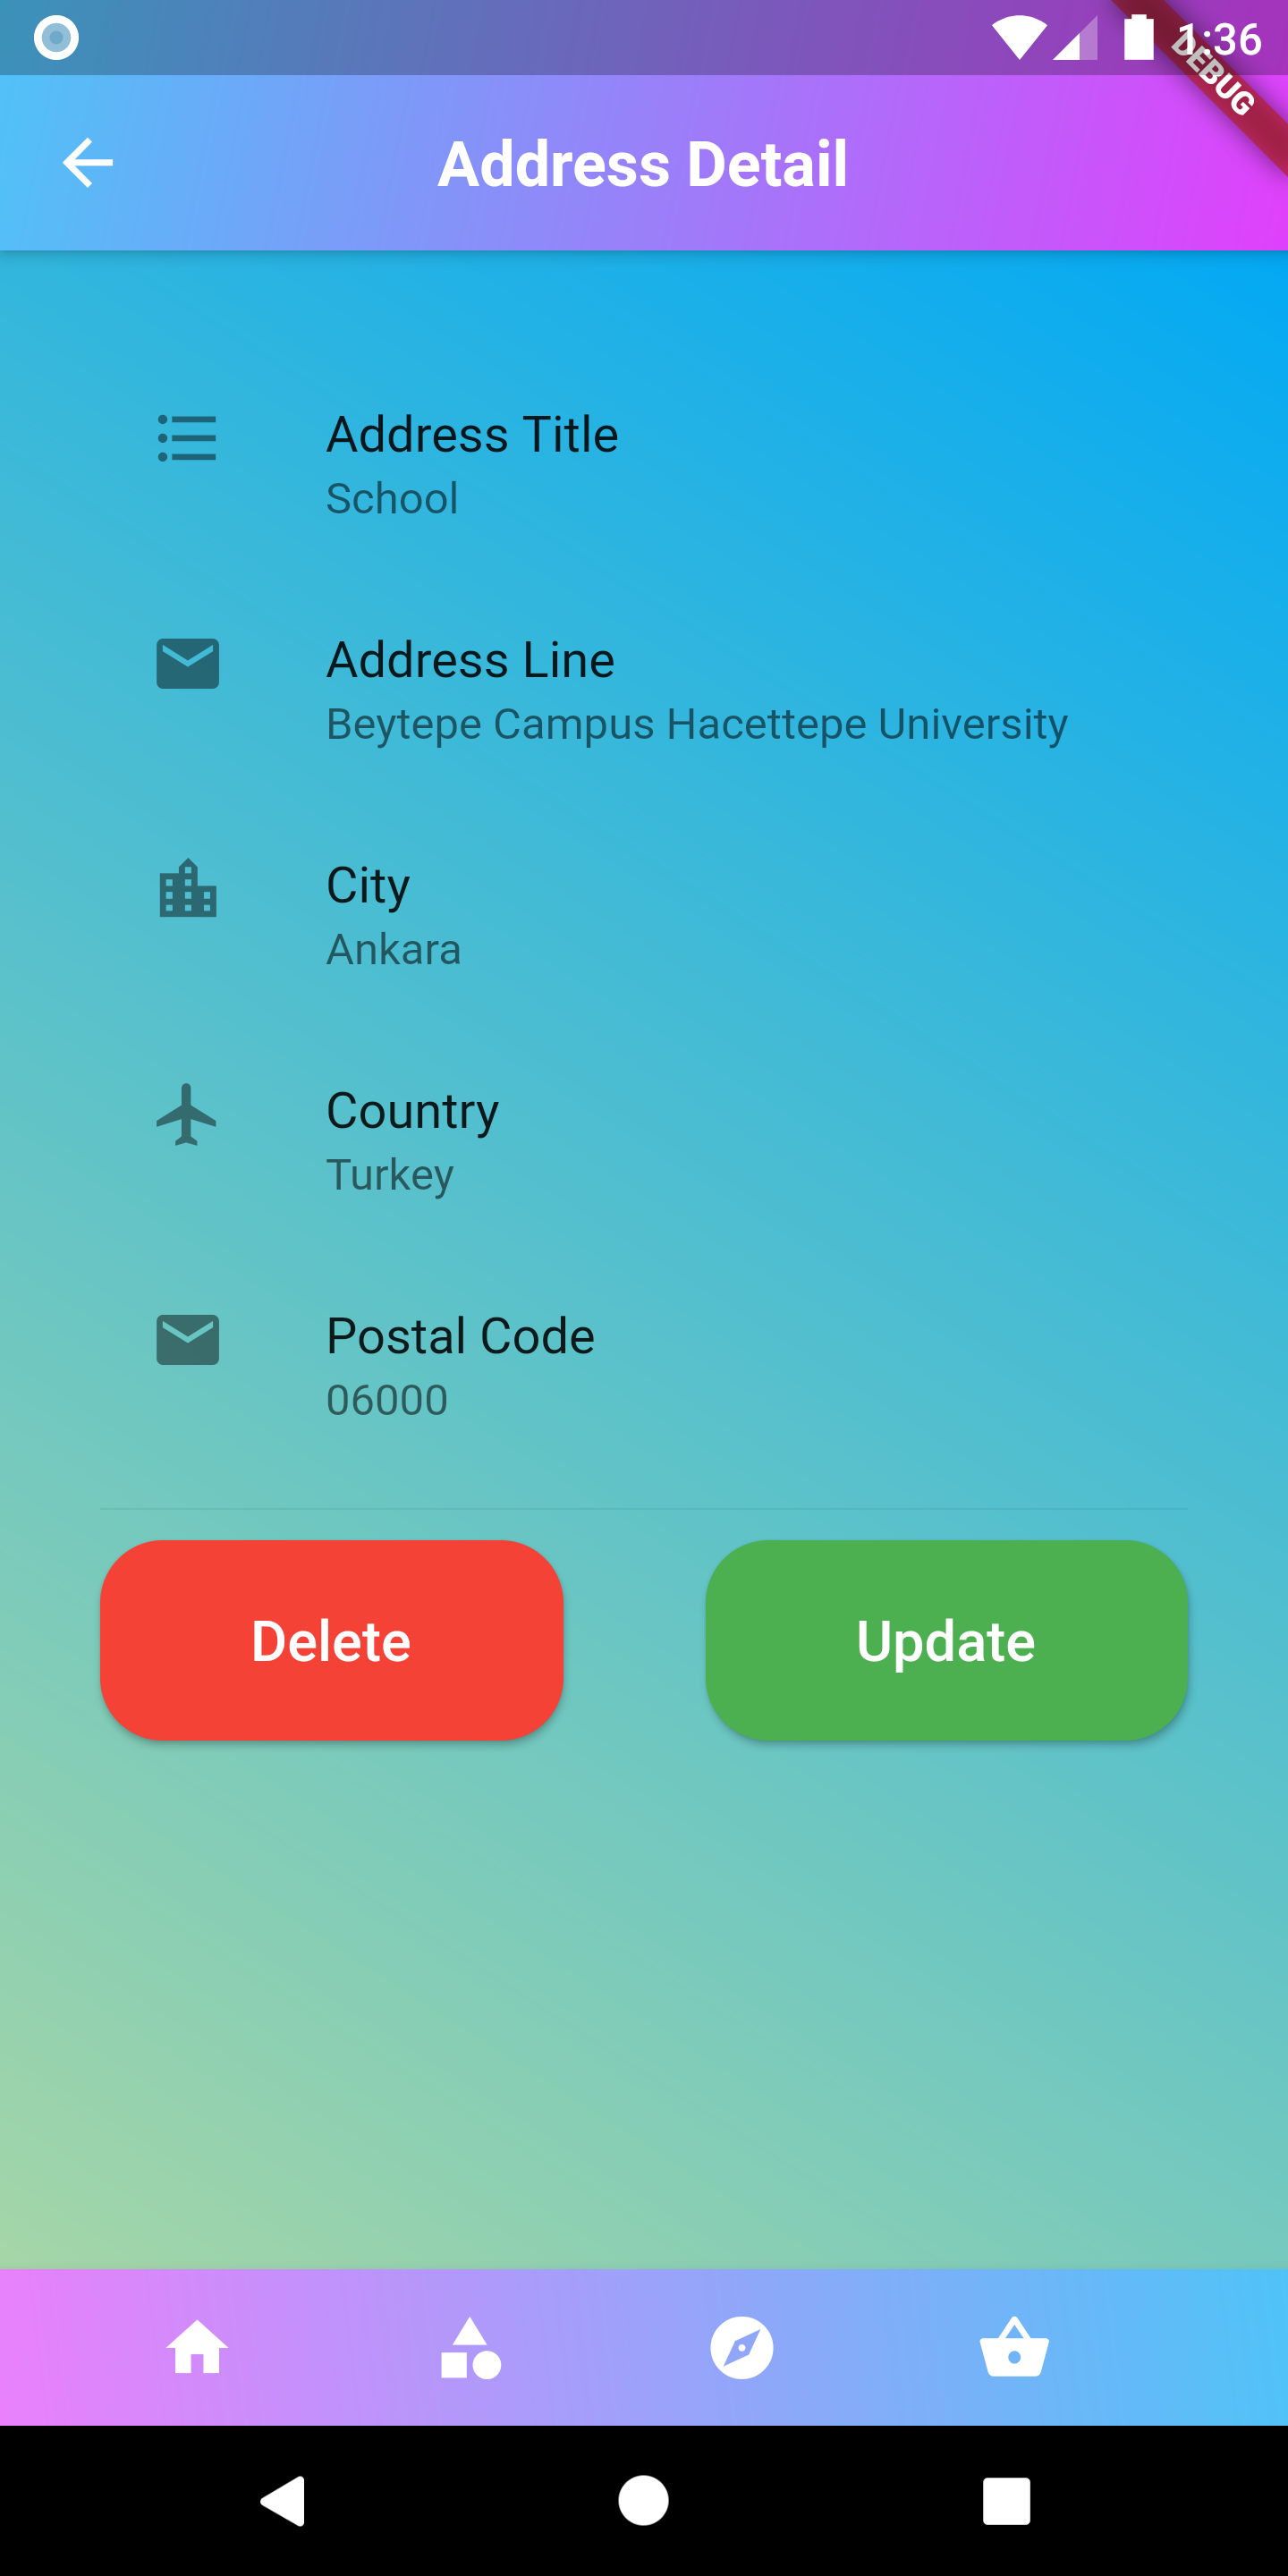 1:36
DEBUG
Address Detail
Address Title
School
Address Line
Beytepe Campus Hacettepe University
City
Ankara
Country
Turkey
Postal Code
06000
Delete
Update